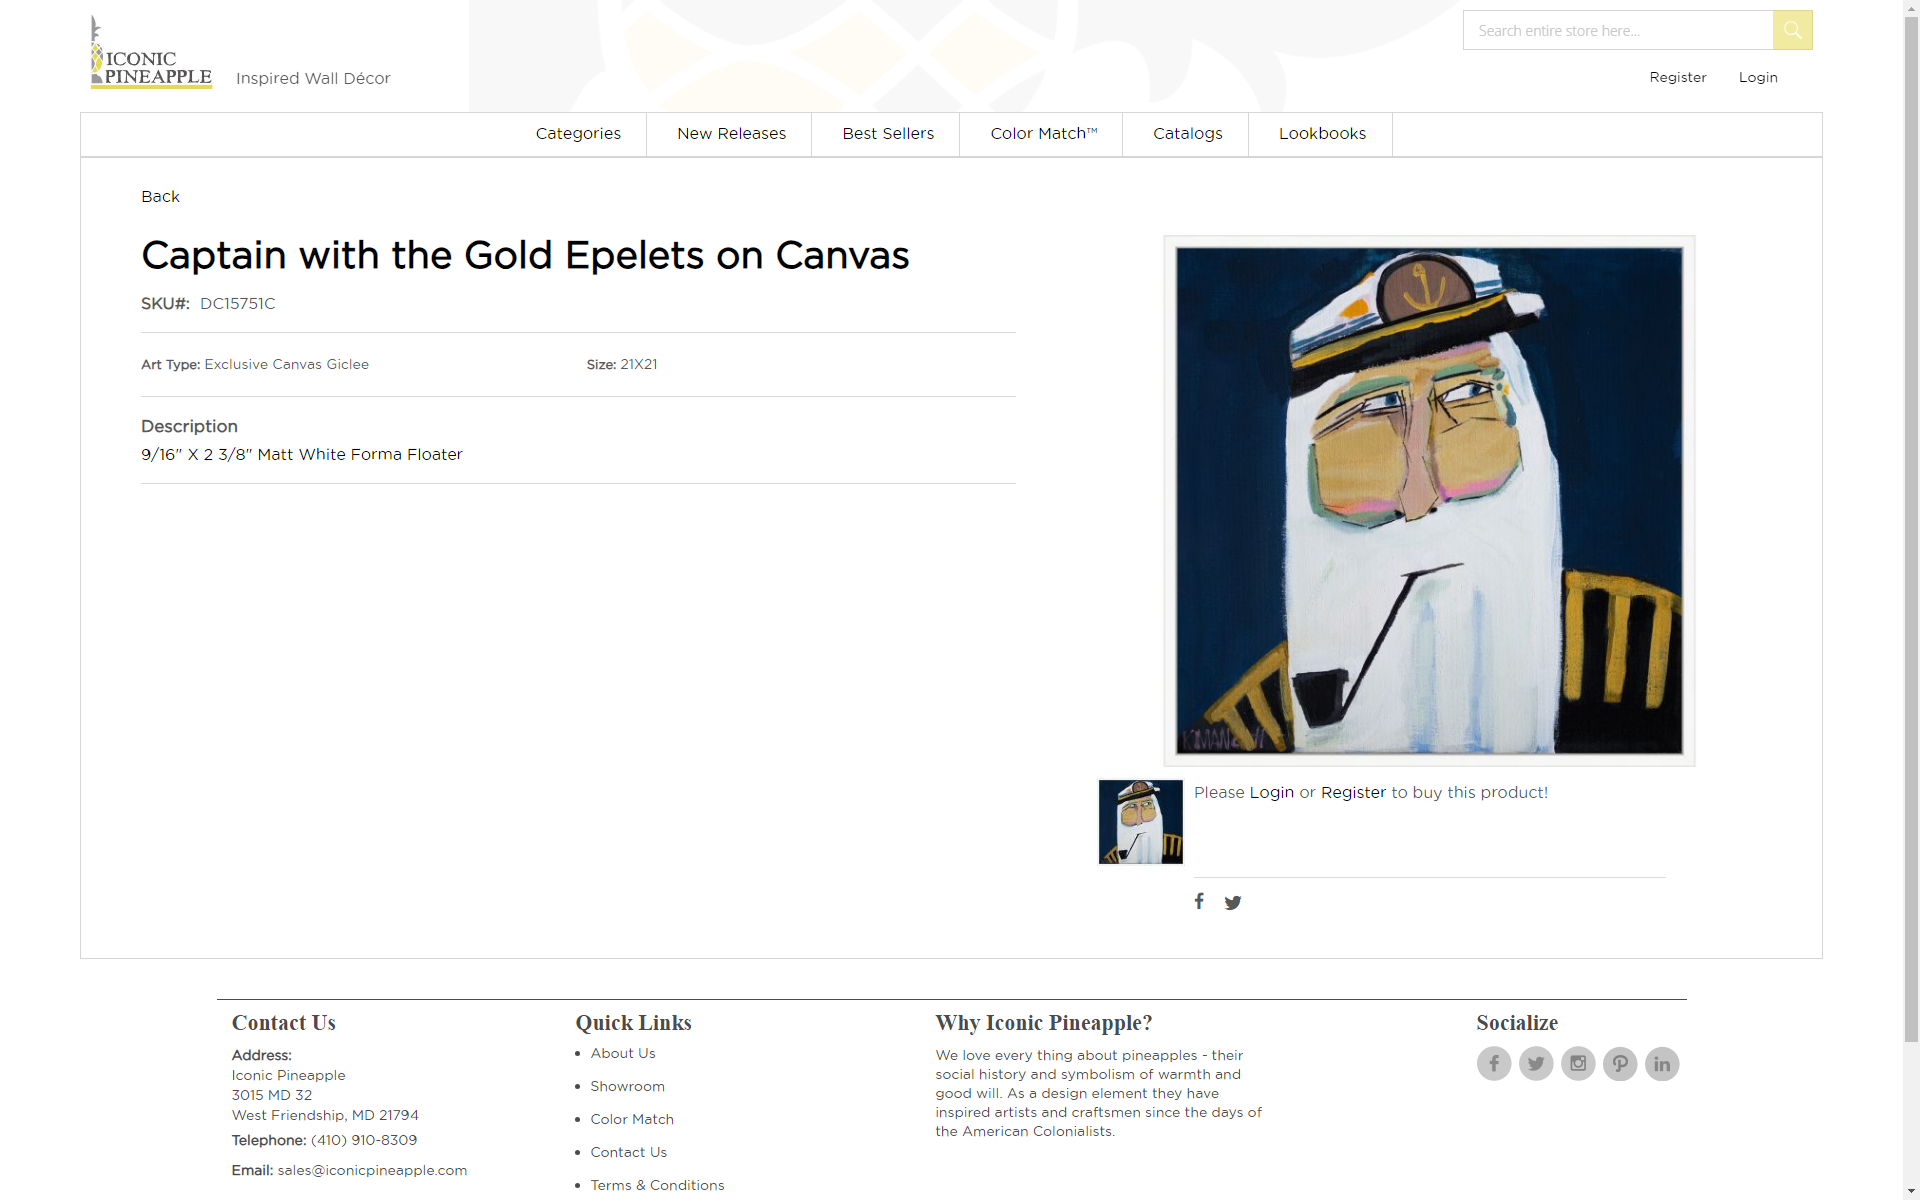 ICONIC
PINEAPPLE
Inspired Wall Décor
Search entire store here...
Register
Login
Categories
New Releases
Best Sellers
Color Match™
Catalogs
Lookbooks
Back
Captain with the Gold Epelets on Canvas
SKU#: DC15751C
Art Type: Exclusive Canvas Giclee
Size: 21X21
Description
9/16" X 2 3/8" Matt White Forma Floater
Please Login or Register to buy this product!
Contact Us
Address:
Iconic Pineapple
3015 MD 32
West Friendship, MD 21794
Telephone: (410) 910-8309
Email: sales@iconicpineapple.com
Quick Links
About Us
Showroom
Color Match
Contact Us
Terms & Conditions
Why Iconic Pineapple?
We love every thing about pineapples - their
social history and symbolism of warmth and
good will. As a design element they have
inspired artists and craftsmen since the days of
the American Colonialists.
Socialize